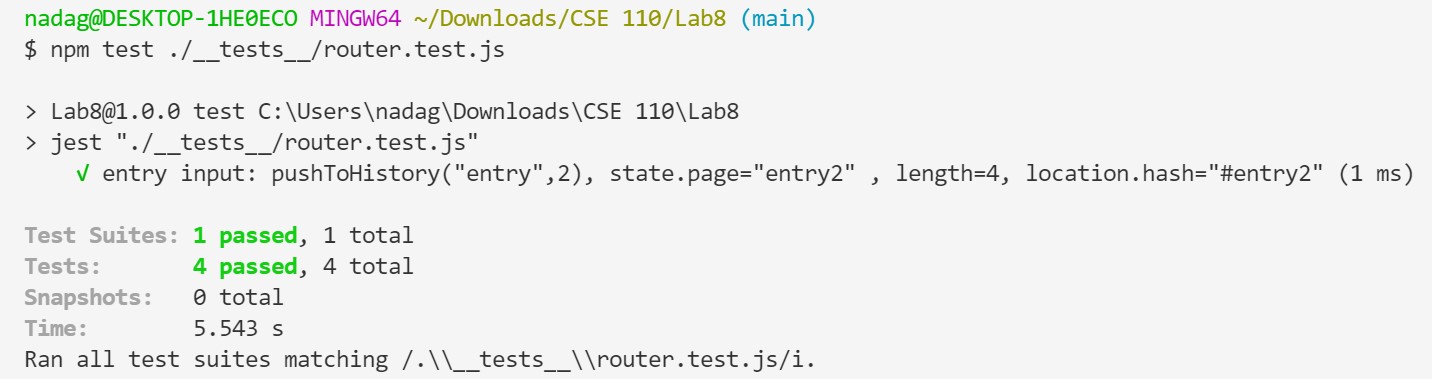 nadag@DESKTOP-1HE0ECO MINGW64 ~/Downloads/CSE 110/Lab8 (main)
$ npm test ./__tests__/router.test.js
> Lab8@1.0.0 test C:\Users\nadag\Downloads\CSE 110\Lab8
> jest "./__tests__/router.test.js"
√ entry input: pushToHistory("entry",2), state.page="entry2" , length=4, location.hash="#entry2" (1 ms)
Test Suites: 1 passed, 1 total
Tests: 4 passed, 4 total
Snapshots: 0 total
Time: 5.543 s
Ran all test suites matching /.\\__tests__\\router.test.js/i.